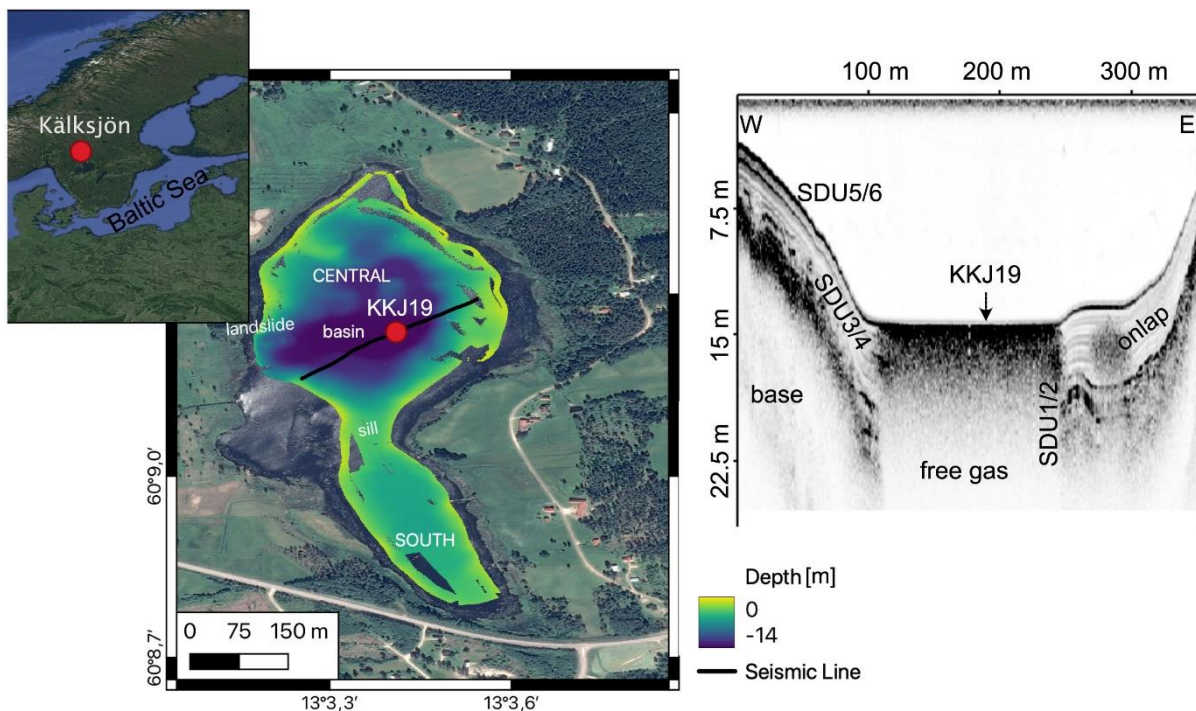 Kälksjön
Baltic Sea
CENTRAL
KKJ19
landslide
basin
sill
SOUTH
60°9,0'
60°8,7'
0 75 150 m
13°3,3' 13°3,6'
100 m 200 m 300 m
W E
SDU5/6
7.5 m
KKJ19
SDU3/4
15 m
onlap
base
SDU1/2
22.5 m
free gas
Depth [m]
0
-14
Seismic Line